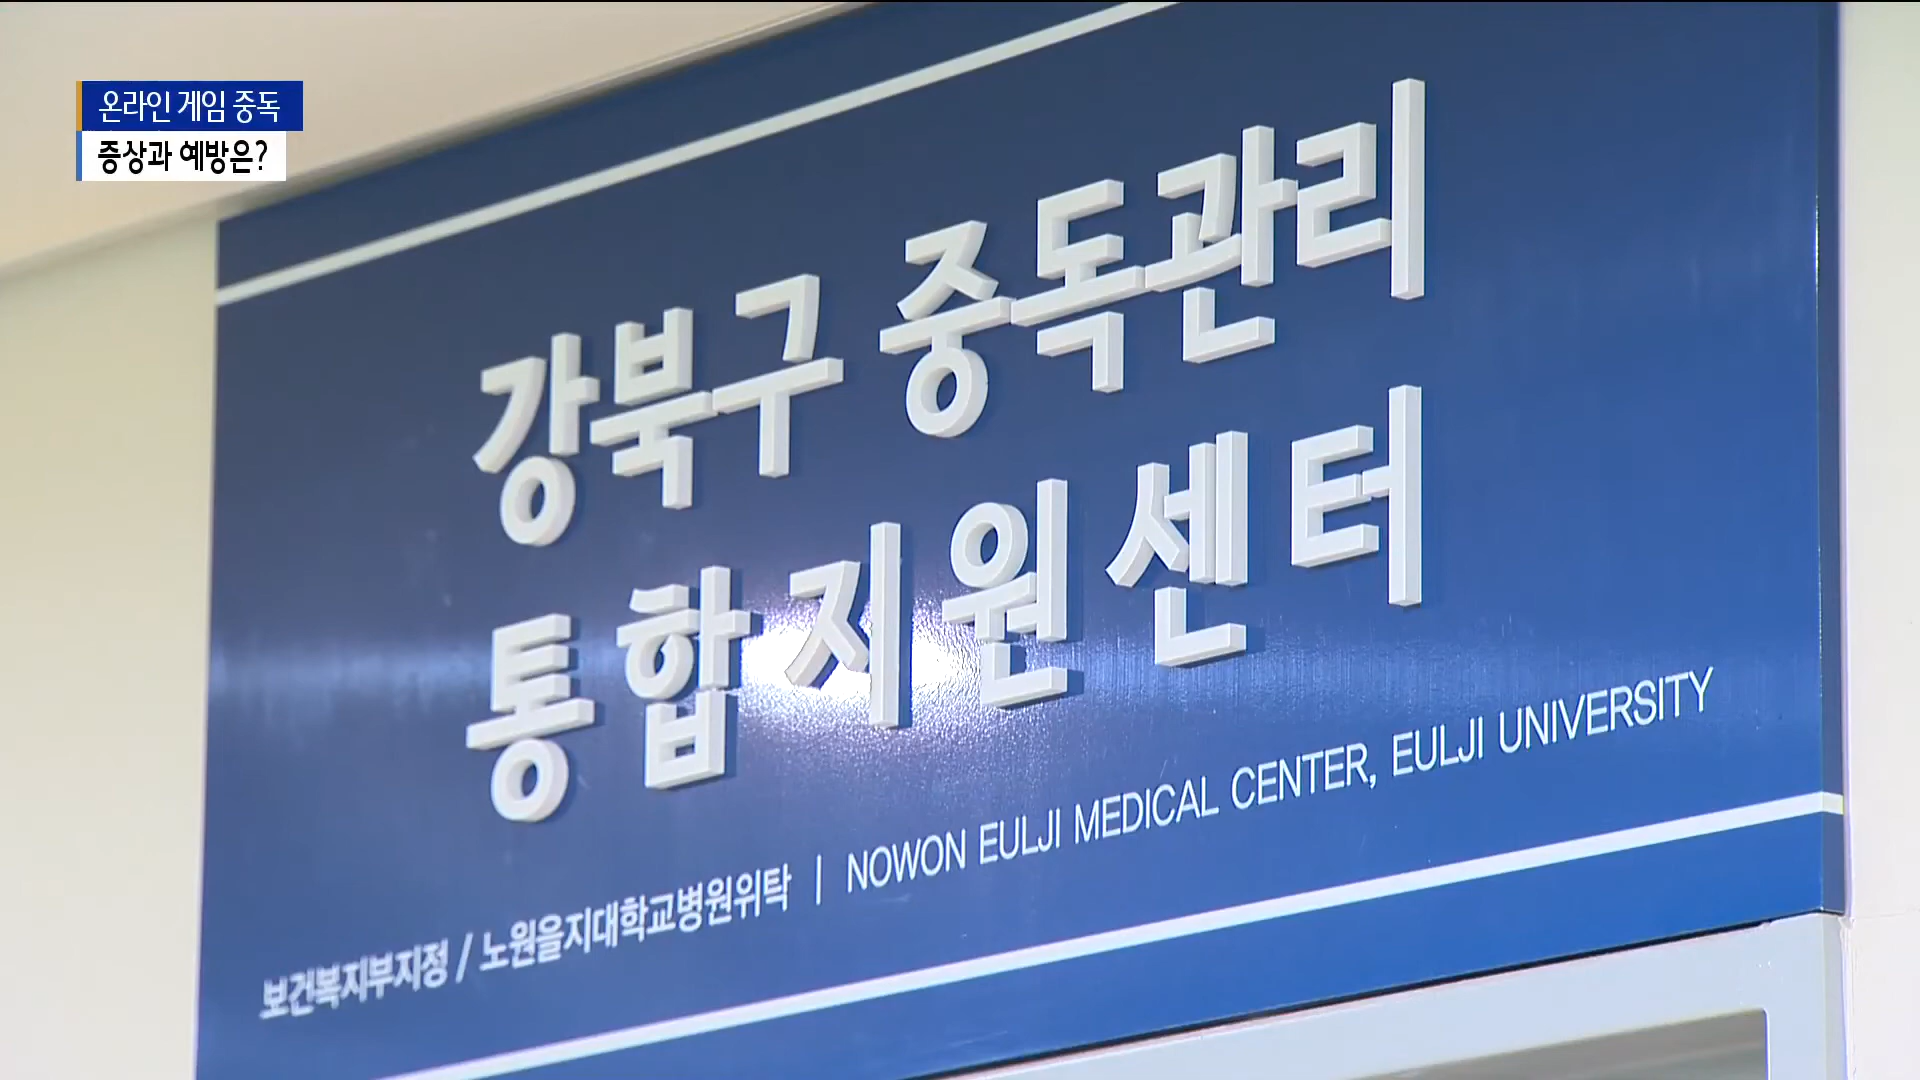 온라인 게임 중독
증상과 예방은?
강북구 중독관리
통합지원센터
보건복지부지정 / 노원을지대학교병원위탁 | NOWON EULJI MEDICAL CENTER, EULJI UNIVERSITY